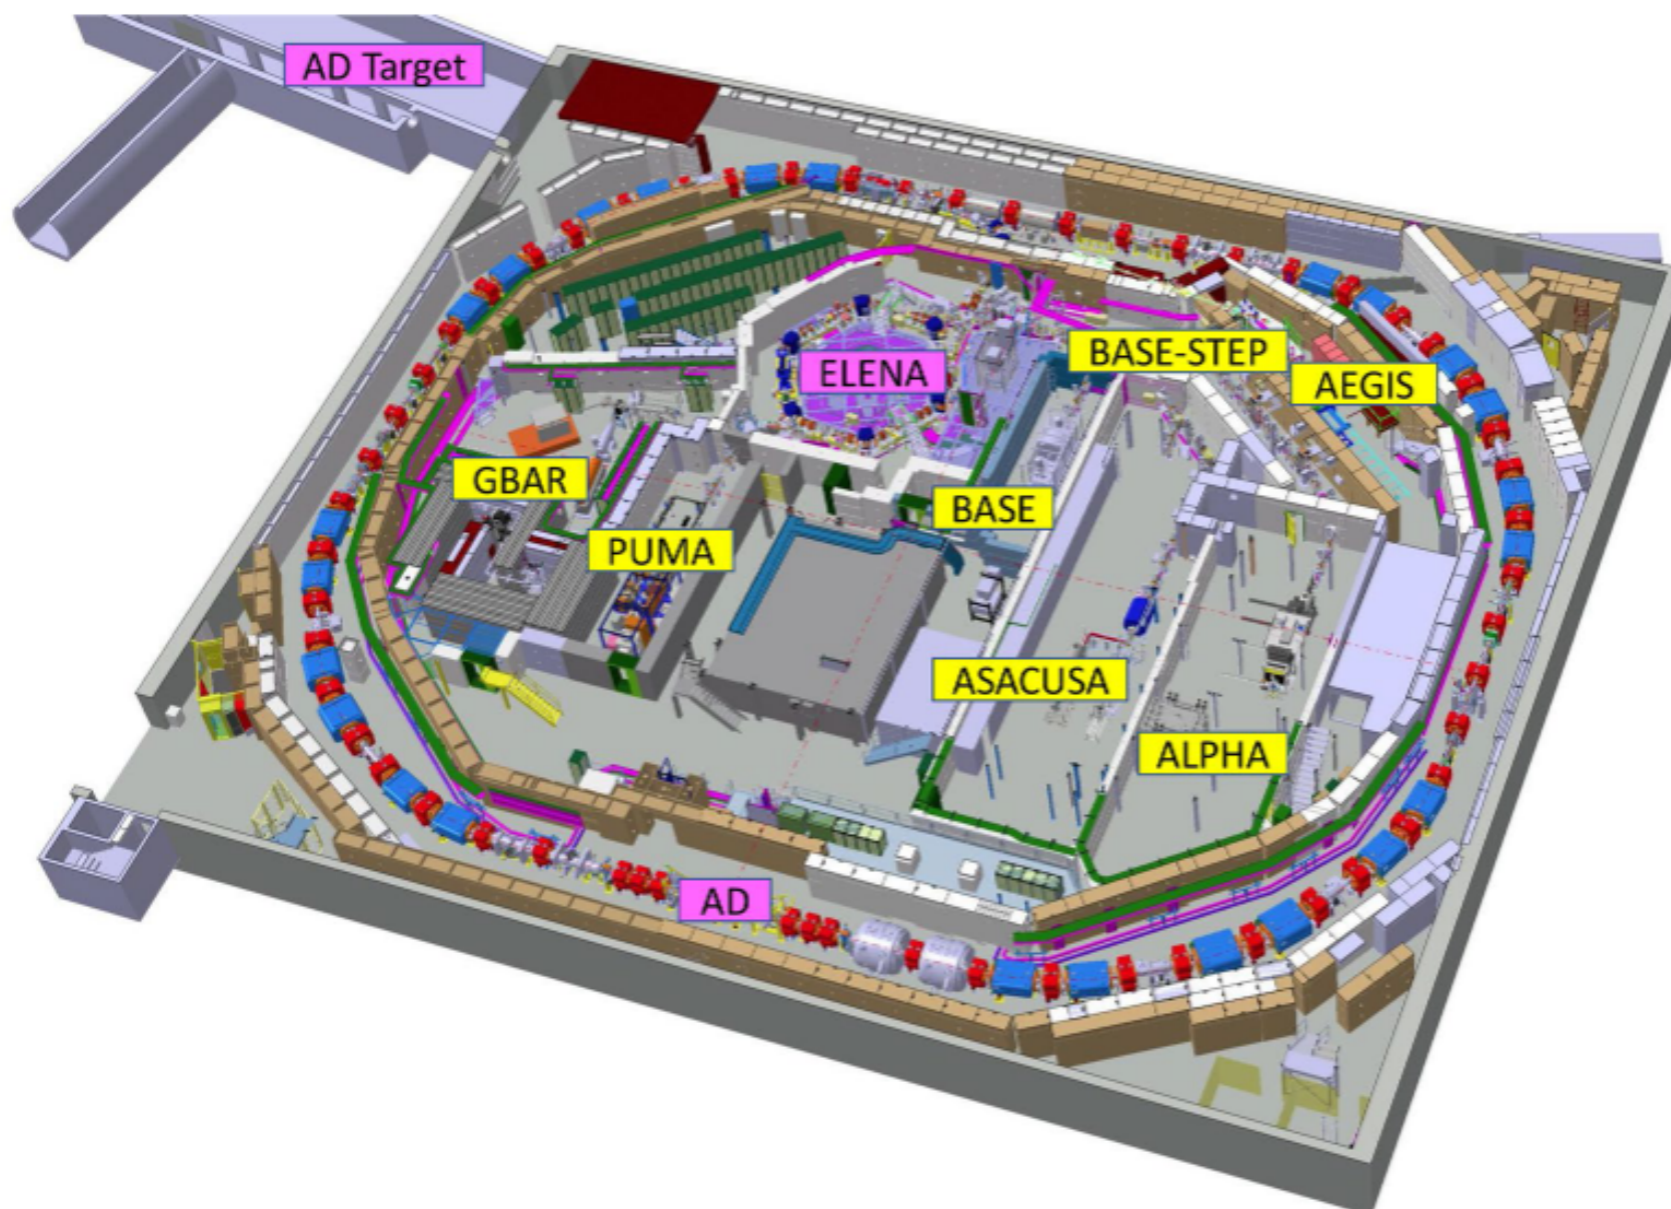 AD Target
ELENA
BASE-STEP
AEGIS
GBAR
BASE
PUMA
ASACUSA
ALPHA
AD